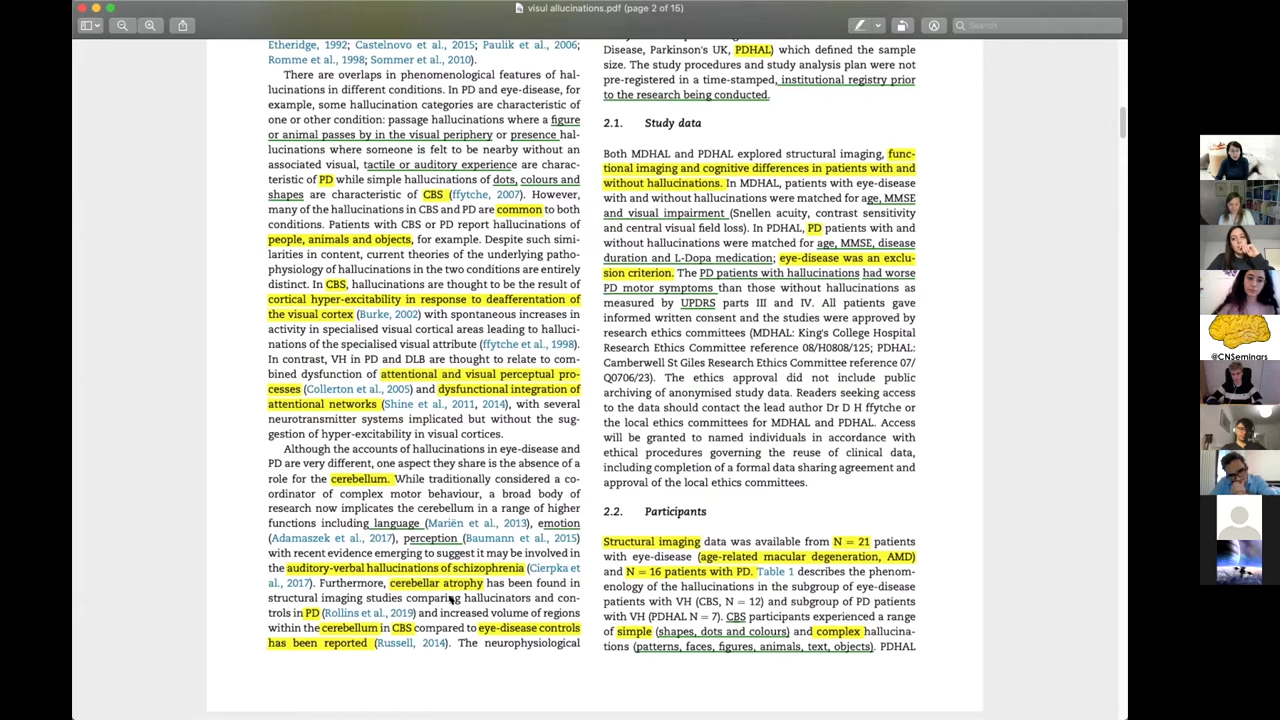 visul allucinations.pdf (page 2 of 15)
Search
Etheridge, 1992; Castelnovo et al., 2015; Paulik et al., 2006;
Romme et al., 1998; Sommer et al., 2010).
There are overlaps in phenomenological features of hal-
lucinations in different conditions. In PD and eye-disease, for
example, some hallucination categories are characteristic of
one or other condition: passage hallucinations where a figure
or animal passes by in the visual periphery or presence hal-
lucinations where someone is felt to be nearby without an
associated visual, tactile or auditory experience are charac-
teristic of PD while simple hallucinations of dots, colours and
shapes are characteristic of CBS (ffytche, 2007). However,
many of the hallucinations in CBS and PD are common to both
conditions. Patients with CBS or PD report hallucinations of
people, animals and objects, for example. Despite such simi-
larities in content, current theories of the underlying patho-
physiology of hallucinations in the two conditions are entirely
distinct. In CBS, hallucinations are thought to be the result of
cortical hyper-excitability in response to deafferentation of
the visual cortex (Burke, 2002) with spontaneous increases in
activity in specialised visual cortical areas leading to halluci-
nations of the specialised visual attribute (ffytche et al., 1998).
In contrast, VH in PD and DLB are thought to relate to com-
bined dysfunction of attentional and visual perceptual pro-
cesses (Collerton et al., 2005) and dysfunctional integration of
attentional networks (Shine et al., 2011, 2014), with several
neurotransmitter systems implicated but without the sug-
gestion of hyper-excitability in visual cortices.
Although the accounts of hallucinations in eye-disease and
PD are very different, one aspect they share is the absence of a
role for the cerebellum. While traditionally considered a co-
ordinator of complex motor behaviour, a broad body of
research now implicates the cerebellum in a range of higher
functions including language (Mariën et al., 2013), emotion
(Adamaszek et al., 2017), perception (Baumann et al., 2015)
with recent evidence emerging to suggest it may be involved in
the auditory-verbal hallucinations of schizophrenia (Cierpka et
al., 2017). Furthermore, cerebellar atrophy has been found in
structural imaging studies comparing hallucinators and con-
trols in PD (Rollins et al., 2019) and increased volume of regions
within the cerebellum in CBS compared to eye-disease controls
has been reported (Russell, 2014). The neurophysiological
Disease, Parkinson's UK, PDHAL) which defined the sample
size. The study procedures and study analysis plan were not
pre-registered in a time-stamped, institutional registry prior
to the research being conducted.
2.1. Study data
Both MDHAL and PDHAL explored structural imaging, func-
tional imaging and cognitive differences in patients with and
without hallucinations. In MDHAL, patients with eye-disease
with and without hallucinations were matched for age, MMSE
and visual impairment (Snellen acuity, contrast sensitivity
and central visual field loss). In PDHAL, PD patients with and
without hallucinations were matched for age, MMSE, disease
duration and L-Dopa medication; eye-disease was an exclu-
sion criterion. The PD patients with hallucinations had worse
PD motor symptoms than those without hallucinations as
measured by UPDRS parts III and IV. All patients gave
informed written consent and the studies were approved by
research ethics committees (MDHAL: King's College Hospital
Research Ethics Committee reference 08/H0808/125; PDHAL:
Camberwell St Giles Research Ethics Committee reference 07/
Q0706/23). The ethics approval did not include public
archiving of anonymised study data. Readers seeking access
to the data should contact the lead author Dr D H ffytche or
the local ethics committees for MDHAL and PDHAL. Access
will be granted to named individuals in accordance with
ethical procedures governing the reuse of clinical data,
including completion of a formal data sharing agreement and
approval of the local ethics committees.
2.2. Participants
Structural imaging data was available from N = 21 patients
with eye-disease (age-related macular degeneration, AMD)
and N = 16 patients with PD. Table 1 describes the phenom-
enology of the hallucinations in the subgroup of eye-disease
patients with VH (CBS, N = 12) and subgroup of PD patients
with VH (PDHAL N = 7). CBS participants experienced a range
of simple (shapes, dots and colours) and complex hallucina-
tions (patterns, faces, figures, animals, text, objects). PDHAL
@CNSeminars